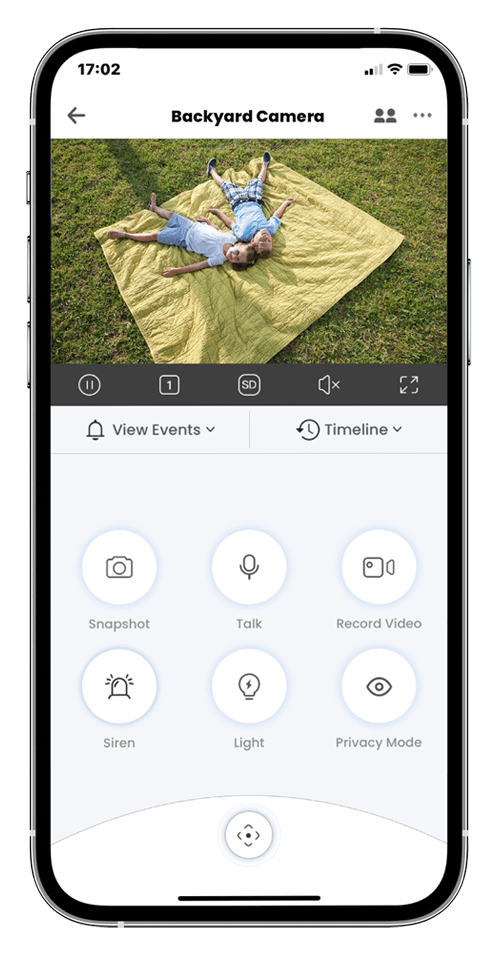 17:02
Backyard Camera
1
SD
View Events
Timeline
Snapshot
Talk
Record Video
Siren
Light
Privacy Mode